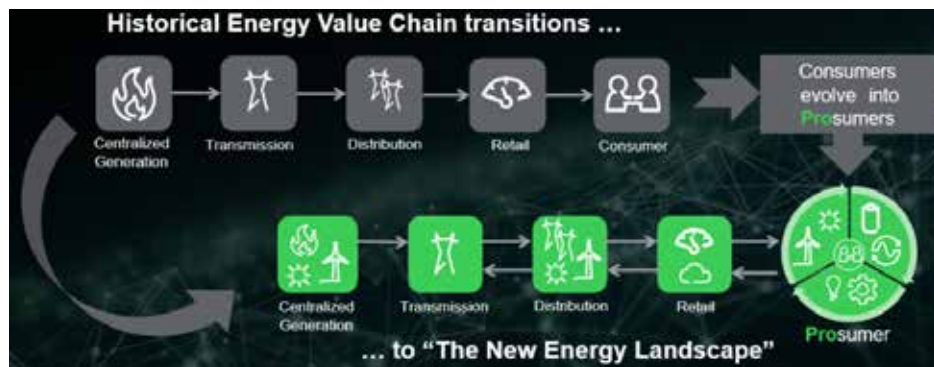 Historical Energy Value Chain transitions ...
Centralized
Generation
Transmission
Distribution
Retail
Consumer
Consumers
evolve into
Prosumers
Centralized
Generation
Transmission
Distribution
Retail
Prosumer
... to “The New Energy Landscape”